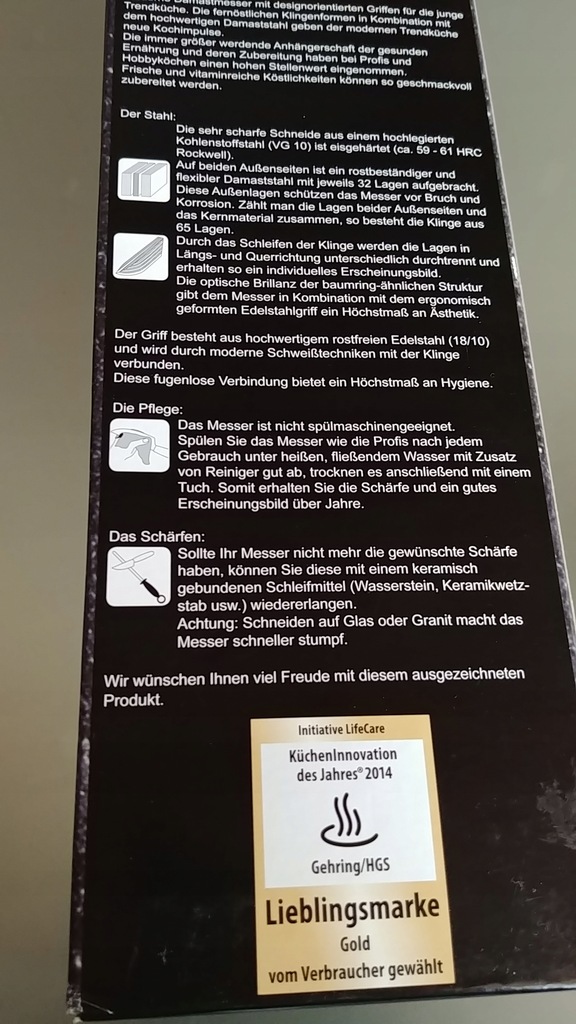 Damastmesser mit designorientierten Griffen für die junge
Trendküche. Die fernöstlichen Klingenformen in Kombination mit
dem hochwertigen Damaststahl geben der modernen Trendküche
neue Kochimpulse.
Die immer größer werdende Anhängerschaft der gesunden
Ernährung und deren Zubereitung haben bei Profis und
Hobbyköchen einen hohen Stellenwert eingenommen.
Frische und vitaminreiche Köstlichkeiten können so geschmackvoll
zubereitet werden.
Der Stahl:
Die sehr scharfe Schneide aus einem hochlegierten
Kohlenstoffstahl (VG 10) ist eisgehärtet (ca. 59 - 61 HRC
Rockwell).
Auf beiden Außenseiten ist ein rostbeständiger und
flexibler Damaststahl mit jeweils 32 Lagen aufgebracht.
Diese Außenlagen schützen das Messer vor Bruch und
Korrosion. Zählt man die Lagen beider Außenseiten und
das Kernmaterial zusammen, so besteht die Klinge aus
65 Lagen.
Durch das Schleifen der Klinge werden die Lagen in
Längs- und Querrichtung unterschiedlich durchtrennt und
erhalten so ein individuelles Erscheinungsbild.
Die optische Brillanz der baumring-ähnlichen Struktur
gibt dem Messer in Kombination mit dem ergonomisch
geformten Edelstahlgriff ein Höchstmaß an Ästhetik.
Der Griff besteht aus hochwertigem rostfreien Edelstahl (18/10)
und wird durch moderne Schweißtechniken mit der Klinge
verbunden.
Diese fugenlose Verbindung bietet ein Höchstmaß an Hygiene.
Die Pflege:
Das Messer ist nicht spülmaschinengeeignet.
Spülen Sie das Messer wie die Profis nach jedem
Gebrauch unter heißen, fließendem Wasser mit Zusatz
von Reiniger gut ab, trocknen es anschließend mit einem
Tuch. Somit erhalten Sie die Schärfe und ein gutes
Erscheinungsbild über Jahre.
Das Schärfen:
Sollte Ihr Messer nicht mehr die gewünschte Schärfe
haben, können Sie diese mit einem keramisch
gebundenen Schleifmittel (Wasserstein, Keramikwetz-
stab usw.) wiedererlangen.
Achtung: Schneiden auf Glas oder Granit macht das
Messer schneller stumpf.
Wir wünschen Ihnen viel Freude mit diesem ausgezeichneten
Produkt.
Initiative LifeCare
KüchenInnovation
des Jahres® 2014
Gehring/HGS
Lieblingsmarke
Gold
vom Verbraucher gewählt